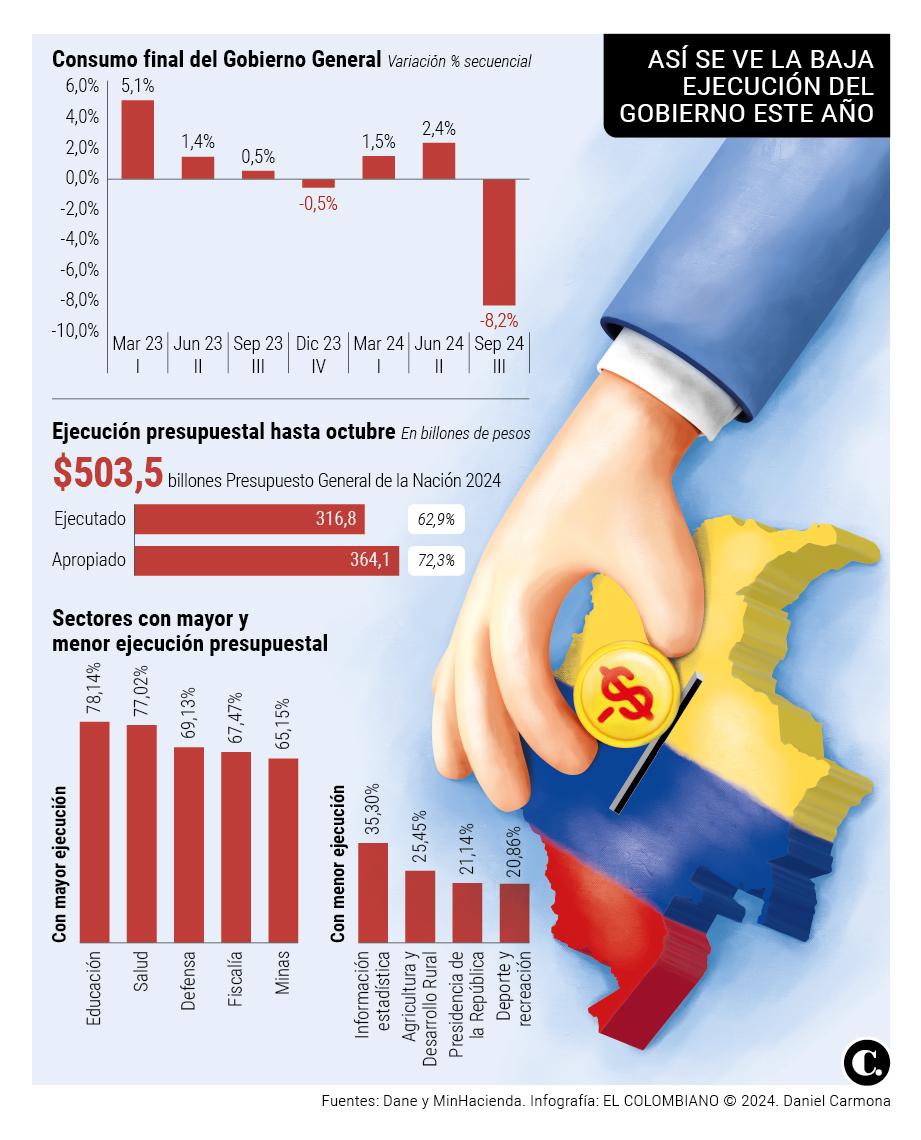 ASÍ SE VE LA BAJA
EJECUCIÓN DEL
GOBIERNO ESTE AÑO
Consumo final del Gobierno General Variación % secuencial
6,0%
4,0%
2,0%
0,0%
-2,0%
-4,0%
-6,0%
-8,0%
-10,0%
5,1%
1,4%
0,5%
-0,5%
1,5%
2,4%
-8,2%
Mar 23 Jun 23 Sep 23 Dic 23 Mar 24 Jun 24 Sep 24
I II III IV I II III
Ejecución presupuestal hasta octubre En billones de pesos
$503,5 billones Presupuesto General de la Nación 2024
Ejecutado 316,8 62,9%
Apropiado 364,1 72,3%
Sectores con mayor y
menor ejecución presupuestal
Con mayor ejecución
78,14%
77,02%
69,13%
67,47%
65,15%
Educación
Salud
Defensa
Fiscalía
Minas
Con menor ejecución
35,30%
25,45%
21,14%
20,86%
Información
estadística
Agricultura y
Desarrollo Rural
Presidencia de
la República
Deporte y
recreación
$
C.
Fuentes: Dane y MinHacienda. Infografía: EL COLOMBIANO © 2024. Daniel Carmona